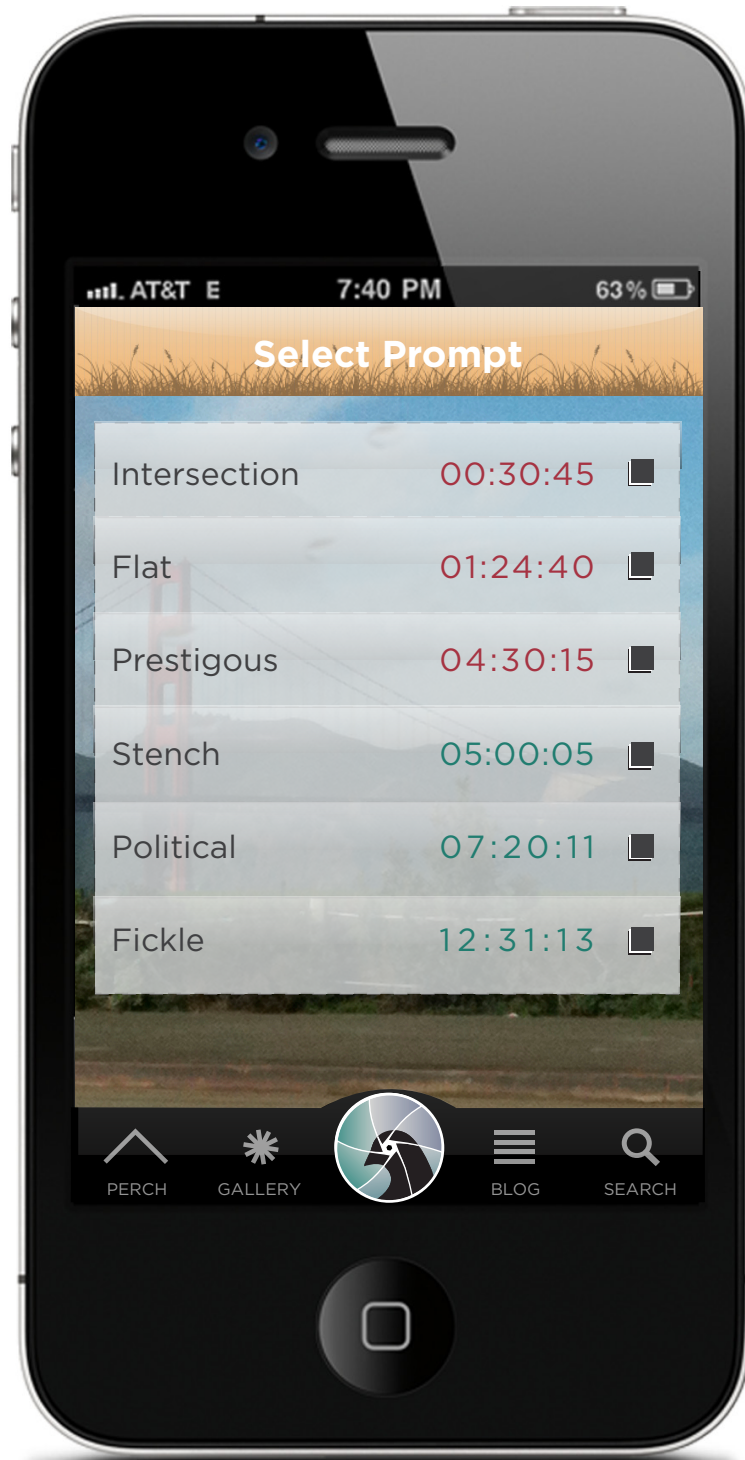 AT&T E 7:40 PM 63%
Select Prompt
Intersection 00:30:45
Flat 01:24:40
Prestigous 04:30:15
Stench 05:00:05
Political 07:20:11
Fickle 12:31:13
PERCH GALLERY BLOG SEARCH